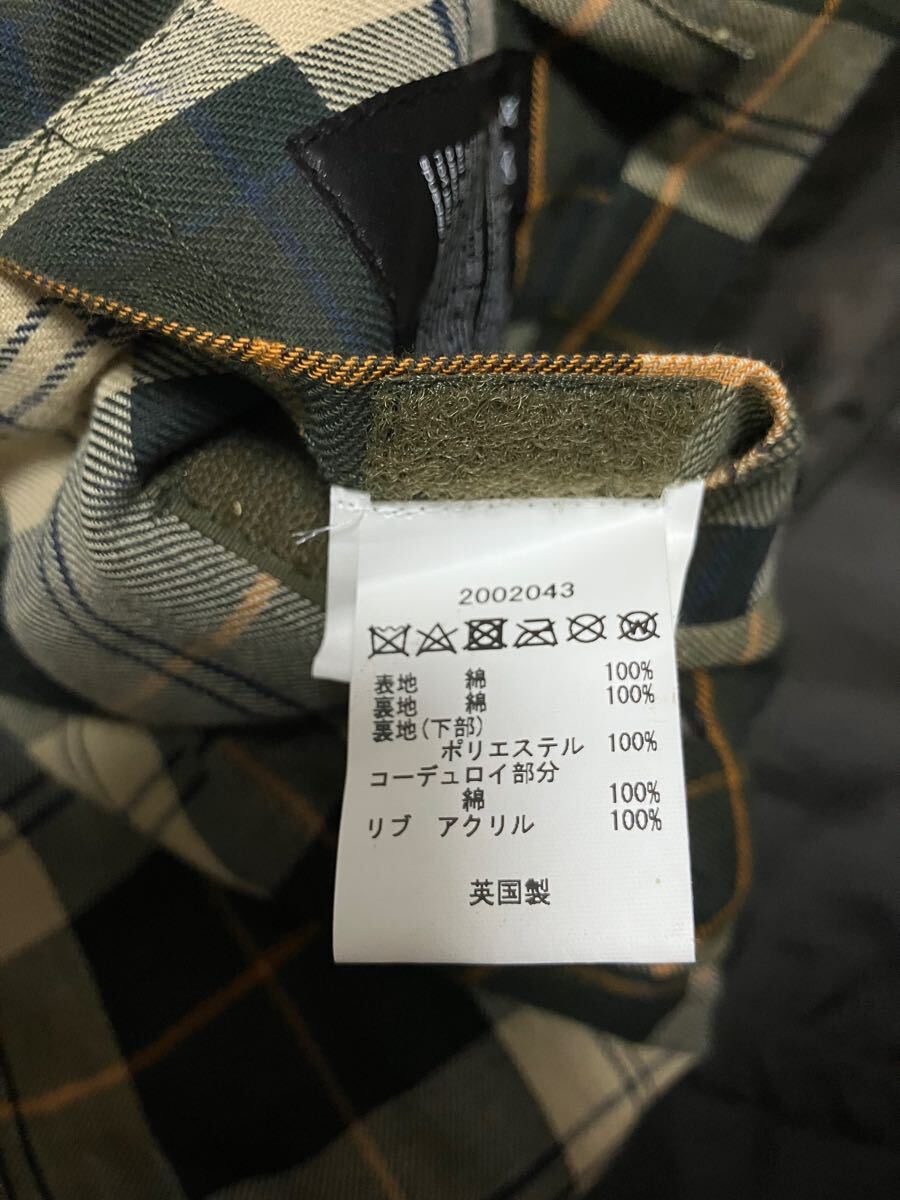 2002043
表地 綿 100%
裏地 綿 100%
裏地(下部)
ポリエステル 100%
コーデュロイ部分
綿 100%
リブ アクリル 100%
英国製